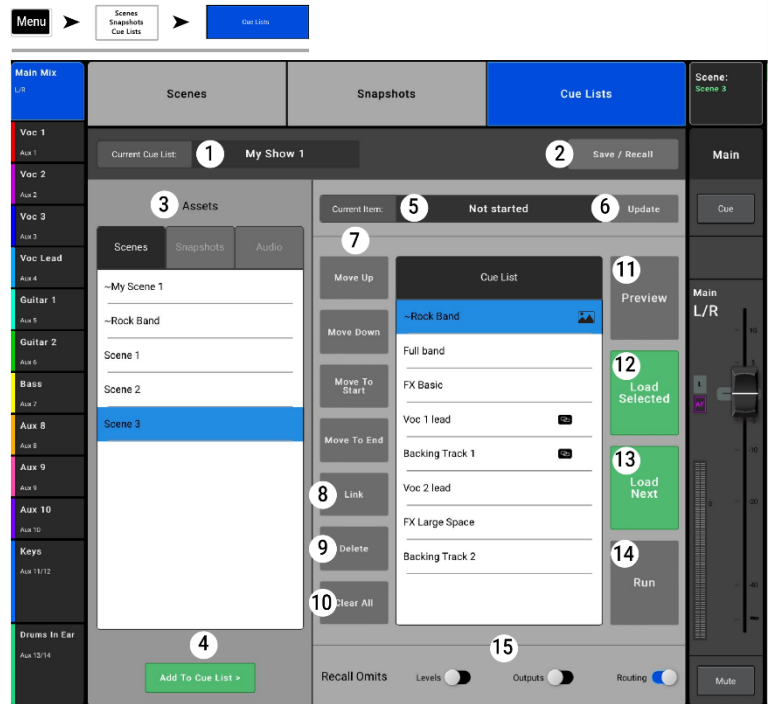 Menu
Scenes
Snapshots
Cue Lists
Cue Lists
Main Mix
L/R
Scenes
Snapshots
Cue Lists
Scene:
Scene 3
Voc 1
Aux 1
Current Cue List:
1
My Show 1
2
Save / Recall
Main
Voc 2
Aux 2
Voc 3
Aux 3
Voc Lead
Aux 4
Guitar 1
Aux 5
Guitar 2
Aux 6
Bass
Aux 7
Aux 8
Aux 8
Aux 9
Aux 9
Aux 10
Aux 10
Keys
Aux 11/12
Drums In Ear
Aux 13/14
3
Assets
Scenes
Snapshots
Audio
~My Scene 1
~Rock Band
Scene 1
Scene 2
Scene 3
4
Add To Cue List >
Current Item:
5
Not started
6
Update
7
Move Up
Move Down
Move To
Start
Move To End
8
Link
9
Delete
10
Clear All
Cue List
~Rock Band
Full band
FX Basic
Voc 1 lead
Backing Track 1
Voc 2 lead
FX Large Space
Backing Track 2
11
Preview
12
Load
Selected
13
Load
Next
14
Run
15
Recall Omits
Levels
Outputs
Routing
Cue
Main
L/R
10
5
L
AF
-10
-20
-40
-∞
Mute